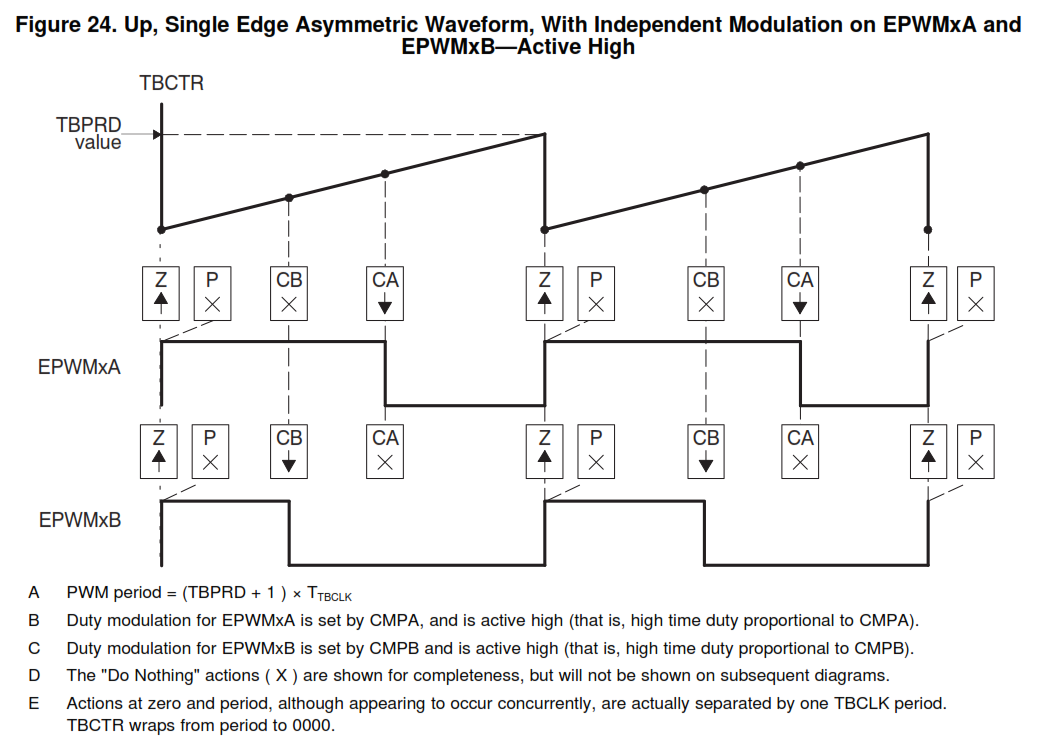 Figure 24. Up, Single Edge Asymmetric Waveform, With Independent Modulation on EPWMxA and
EPWMxB—Active High
TBCTR
TBPRD
value
Z P CB CA Z P CB CA Z P
EPWMxA
Z P CB CA Z P CB CA Z P
EPWMxB
A PWM period = (TBPRD + 1 ) × TTBCLK
B Duty modulation for EPWMxA is set by CMPA, and is active high (that is, high time duty proportional to CMPA).
C Duty modulation for EPWMxB is set by CMPB and is active high (that is, high time duty proportional to CMPB).
D The "Do Nothing" actions ( X ) are shown for completeness, but will not be shown on subsequent diagrams.
E Actions at zero and period, although appearing to occur concurrently, are actually separated by one TBCLK period.
TBCTR wraps from period to 0000.